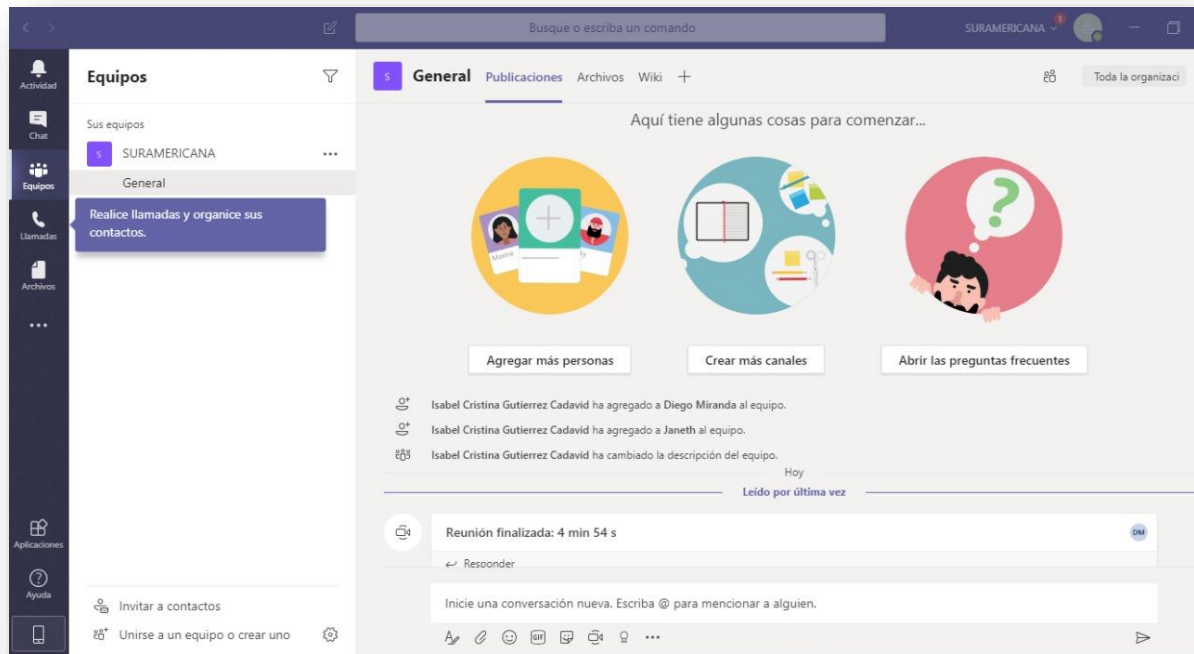 Busque o escriba un comando
SURAMERICANA
1
Actividad
Chat
Equipos
Llamadas
Archivos
Aplicaciones
Ayuda
Equipos
Sus equipos
S
SURAMERICANA
General
Realice llamadas y organice sus
contactos.
Invitar a contactos
Unirse a un equipo o crear uno
S
General Publicaciones Archivos Wiki
Toda la organizaci
Aquí tiene algunas cosas para comenzar...
Maxine
Agregar más personas
Crear más canales
Abrir las preguntas frecuentes
Isabel Cristina Gutierrez Cadavid ha agregado a Diego Miranda al equipo.
Isabel Cristina Gutierrez Cadavid ha agregado a Janeth al equipo.
Isabel Cristina Gutierrez Cadavid ha cambiado la descripción del equipo.
Hoy
Leído por última vez
Reunión finalizada: 4 min 54 s
DM
Responder
Inicie una conversación nueva. Escriba @ para mencionar a alguien.
GIF